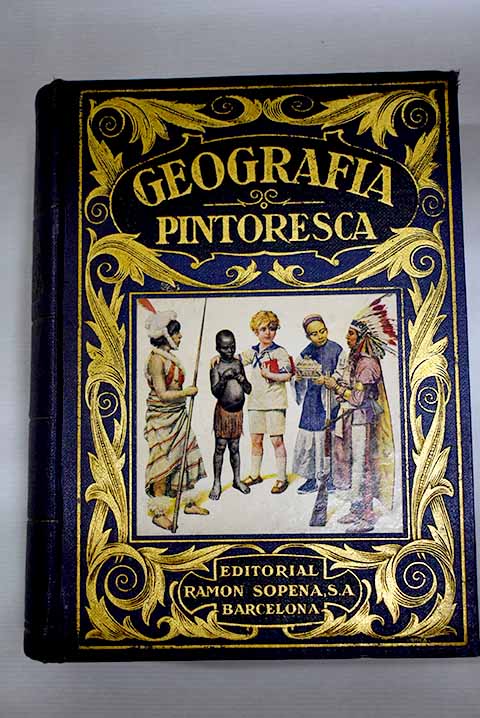 GEOGRAFIA
O
PINTORESCA
EDITORIAL
RAMON SOPENA, S.A
BARCELONA